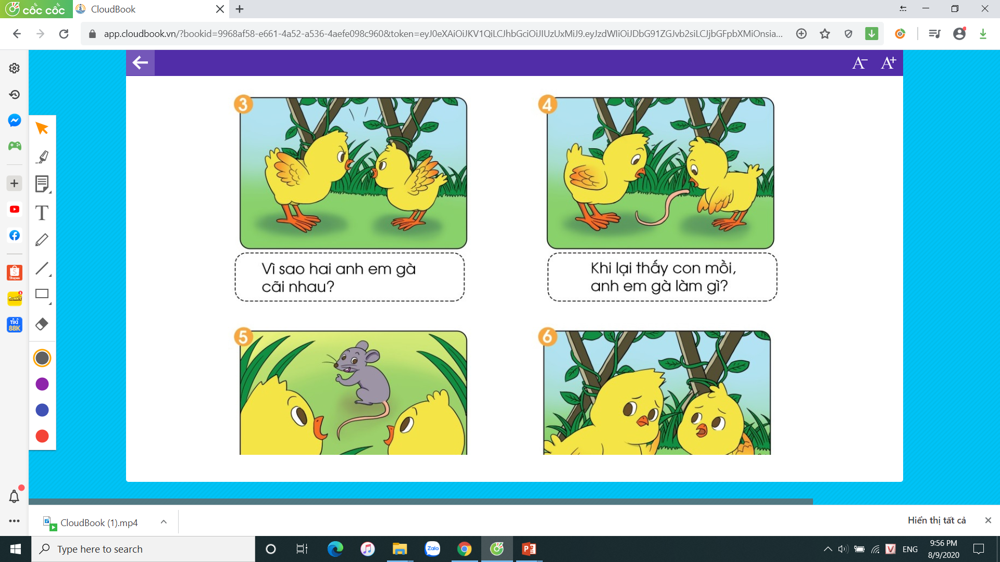 cốc cốc
CloudBook
app.cloudbook.vn/?bookid=9968af58-e661-4a52-a536-4aefe098c960&token=eyJ0eXAiOiJKV1QiLCJhbGciOiJIUzUxMiJ9.eyJzdWIiOiJDbG91ZGJvb2siLCJjbGFpbXMiOnsia...
A- A+
3
4
Vì sao hai anh em gà
cãi nhau?
Khi lại thấy con mồi,
anh em gà làm gì?
5
6
T
Shopee
TIKI
88K
CloudBook (1).mp4
Hiển thị tất cả
Type here to search
Zalo
V
ENG
9:56 PM
8/9/2020